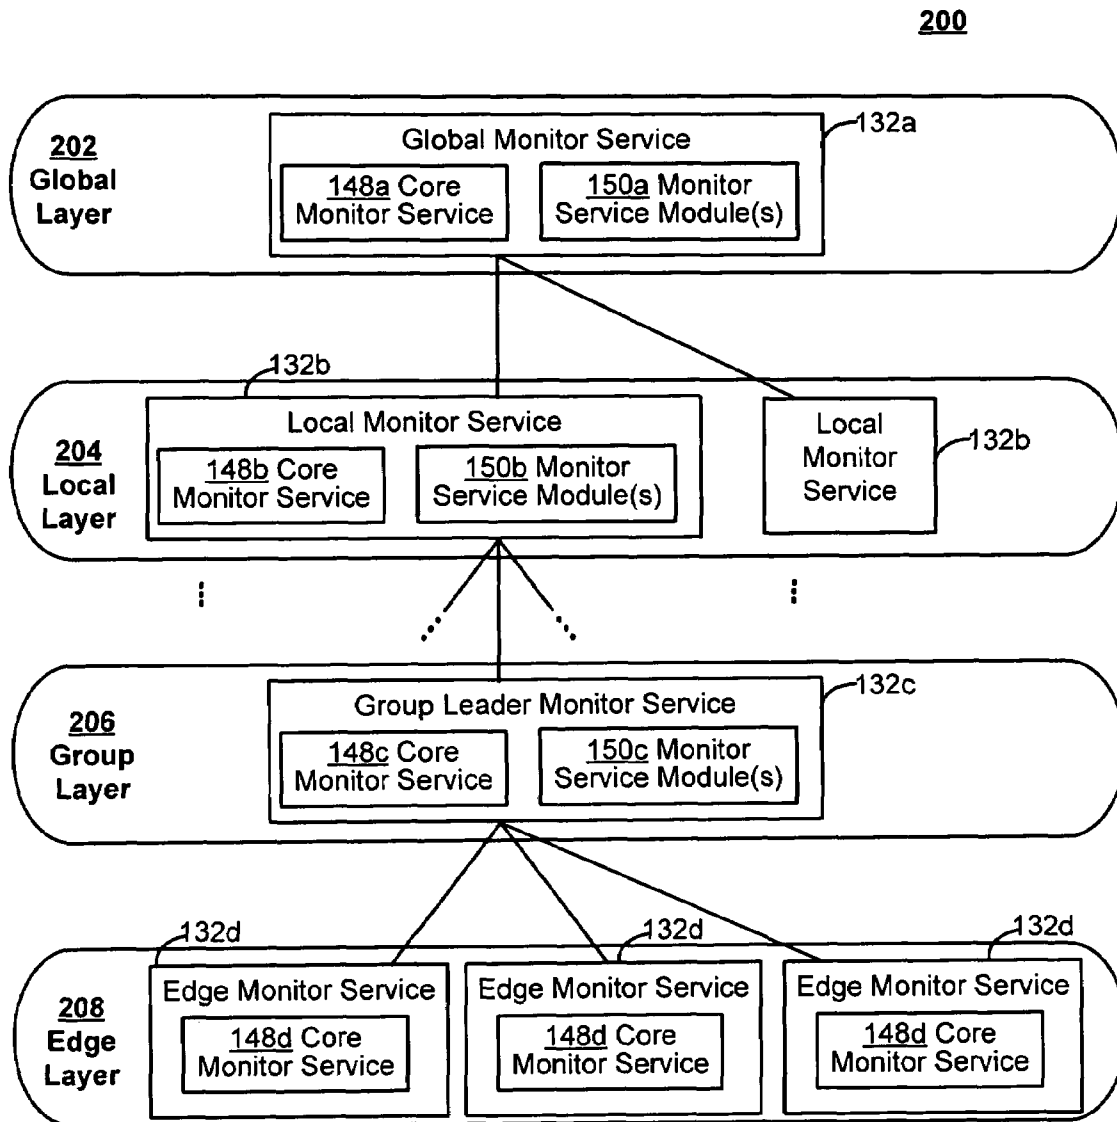 200
202
Global
Layer
132a
Global Monitor Service
148a Core
Monitor Service
150a Monitor
Service Module(s)
132b
204
Local
Layer
Local Monitor Service
148b Core
Monitor Service
150b Monitor
Service Module(s)
Local
Monitor
Service
132b
206
Group
Layer
132c
Group Leader Monitor Service
148c Core
Monitor Service
150c Monitor
Service Module(s)
208
Edge
Layer
132d
Edge Monitor Service
148d Core
Monitor Service
132d
Edge Monitor Service
148d Core
Monitor Service
132d
Edge Monitor Service
148d Core
Monitor Service